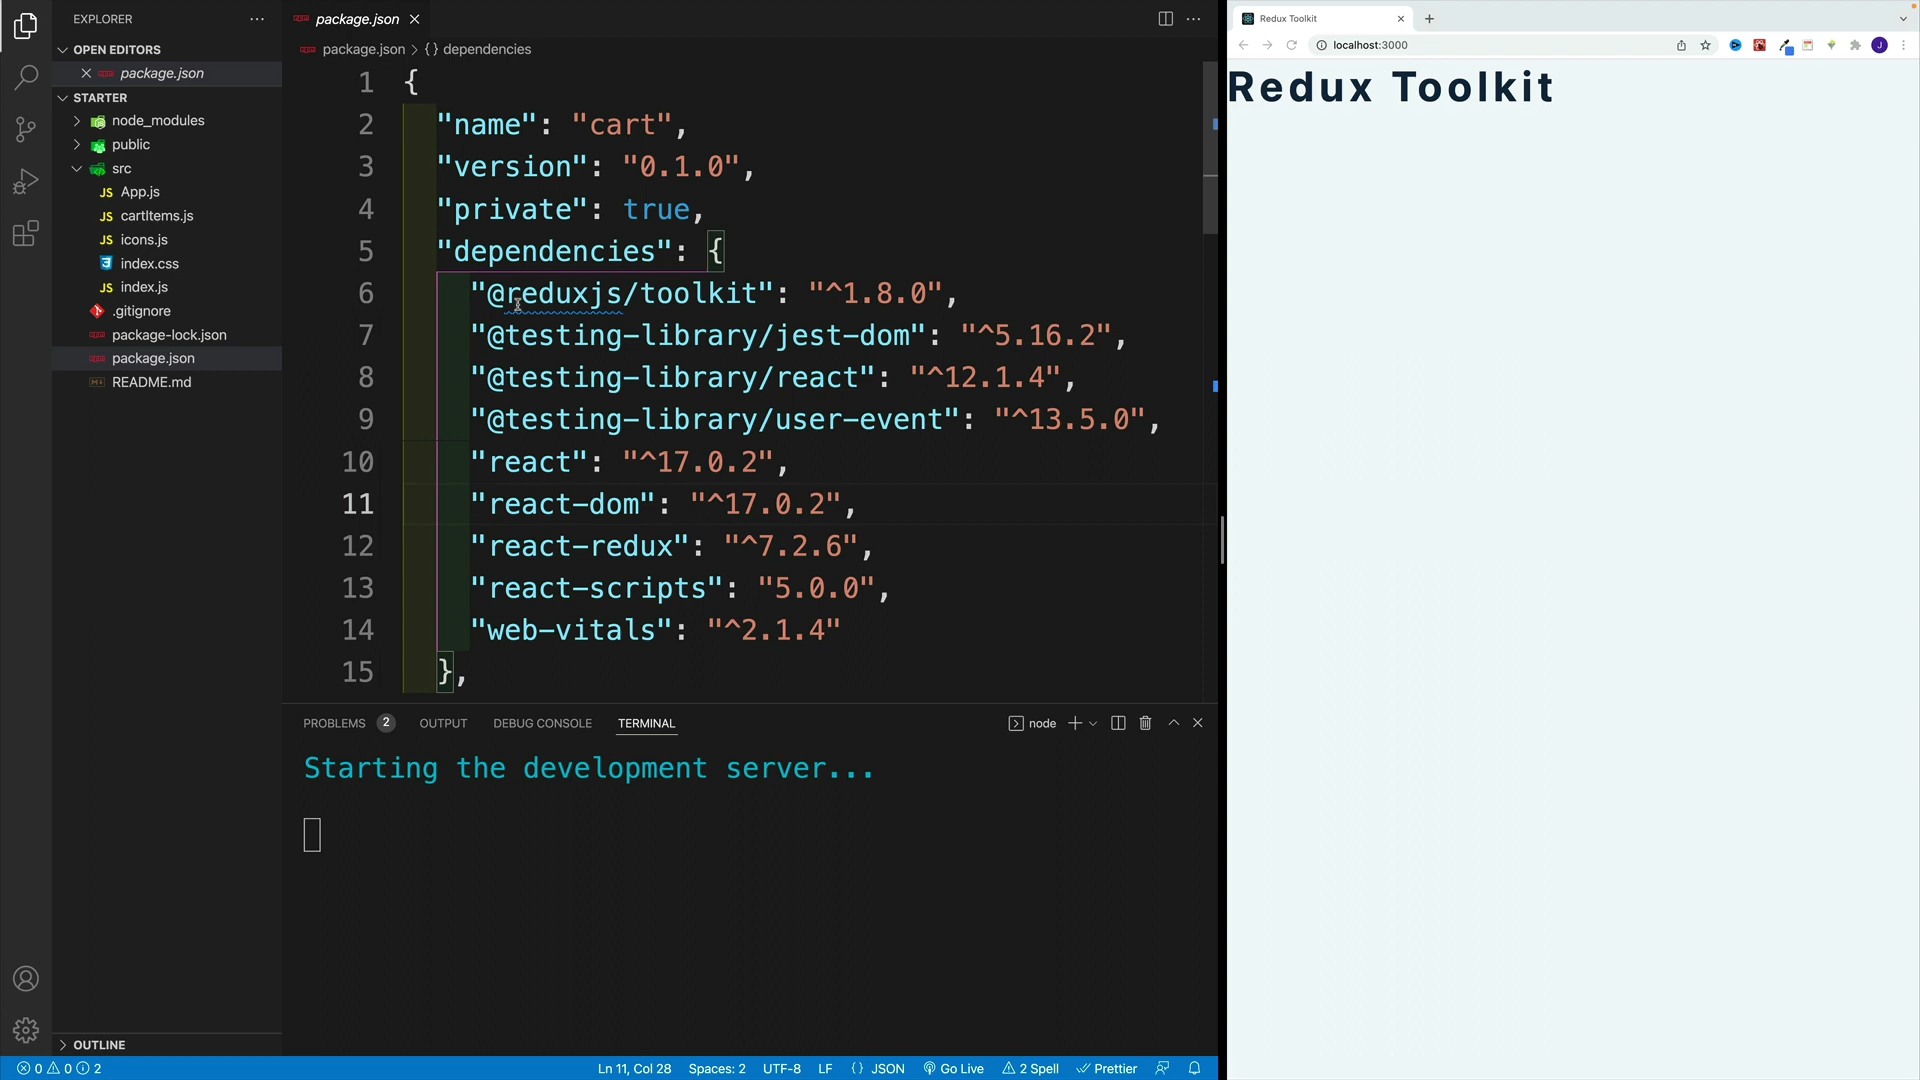 EXPLORER
OPEN EDITORS
package.json
STARTER
node_modules
public
src
JS App.js
JS cartItems.js
JS icons.js
index.css
JS index.js
.gitignore
package-lock.json
package.json
README.md
OUTLINE
package.json
package.json > {} dependencies
1 {
2 "name": "cart",
3 "version": "0.1.0",
4 "private": true,
5 "dependencies": {
6 "@reduxjs/toolkit": "^1.8.0",
7 "@testing-library/jest-dom": "^5.16.2",
8 "@testing-library/react": "^12.1.4",
9 "@testing-library/user-event": "^13.5.0",
10 "react": "^17.0.2",
11 "react-dom": "^17.0.2",
12 "react-redux": "^7.2.6",
13 "react-scripts": "5.0.0",
14 "web-vitals": "^2.1.4"
15 },
PROBLEMS 2 OUTPUT DEBUG CONSOLE TERMINAL node
Starting the development server...
0 0 2 Ln 11, Col 28 Spaces: 2 UTF-8 LF {} JSON Go Live 2 Spell Prettier
Redux Toolkit
localhost:3000
J
Redux Toolkit